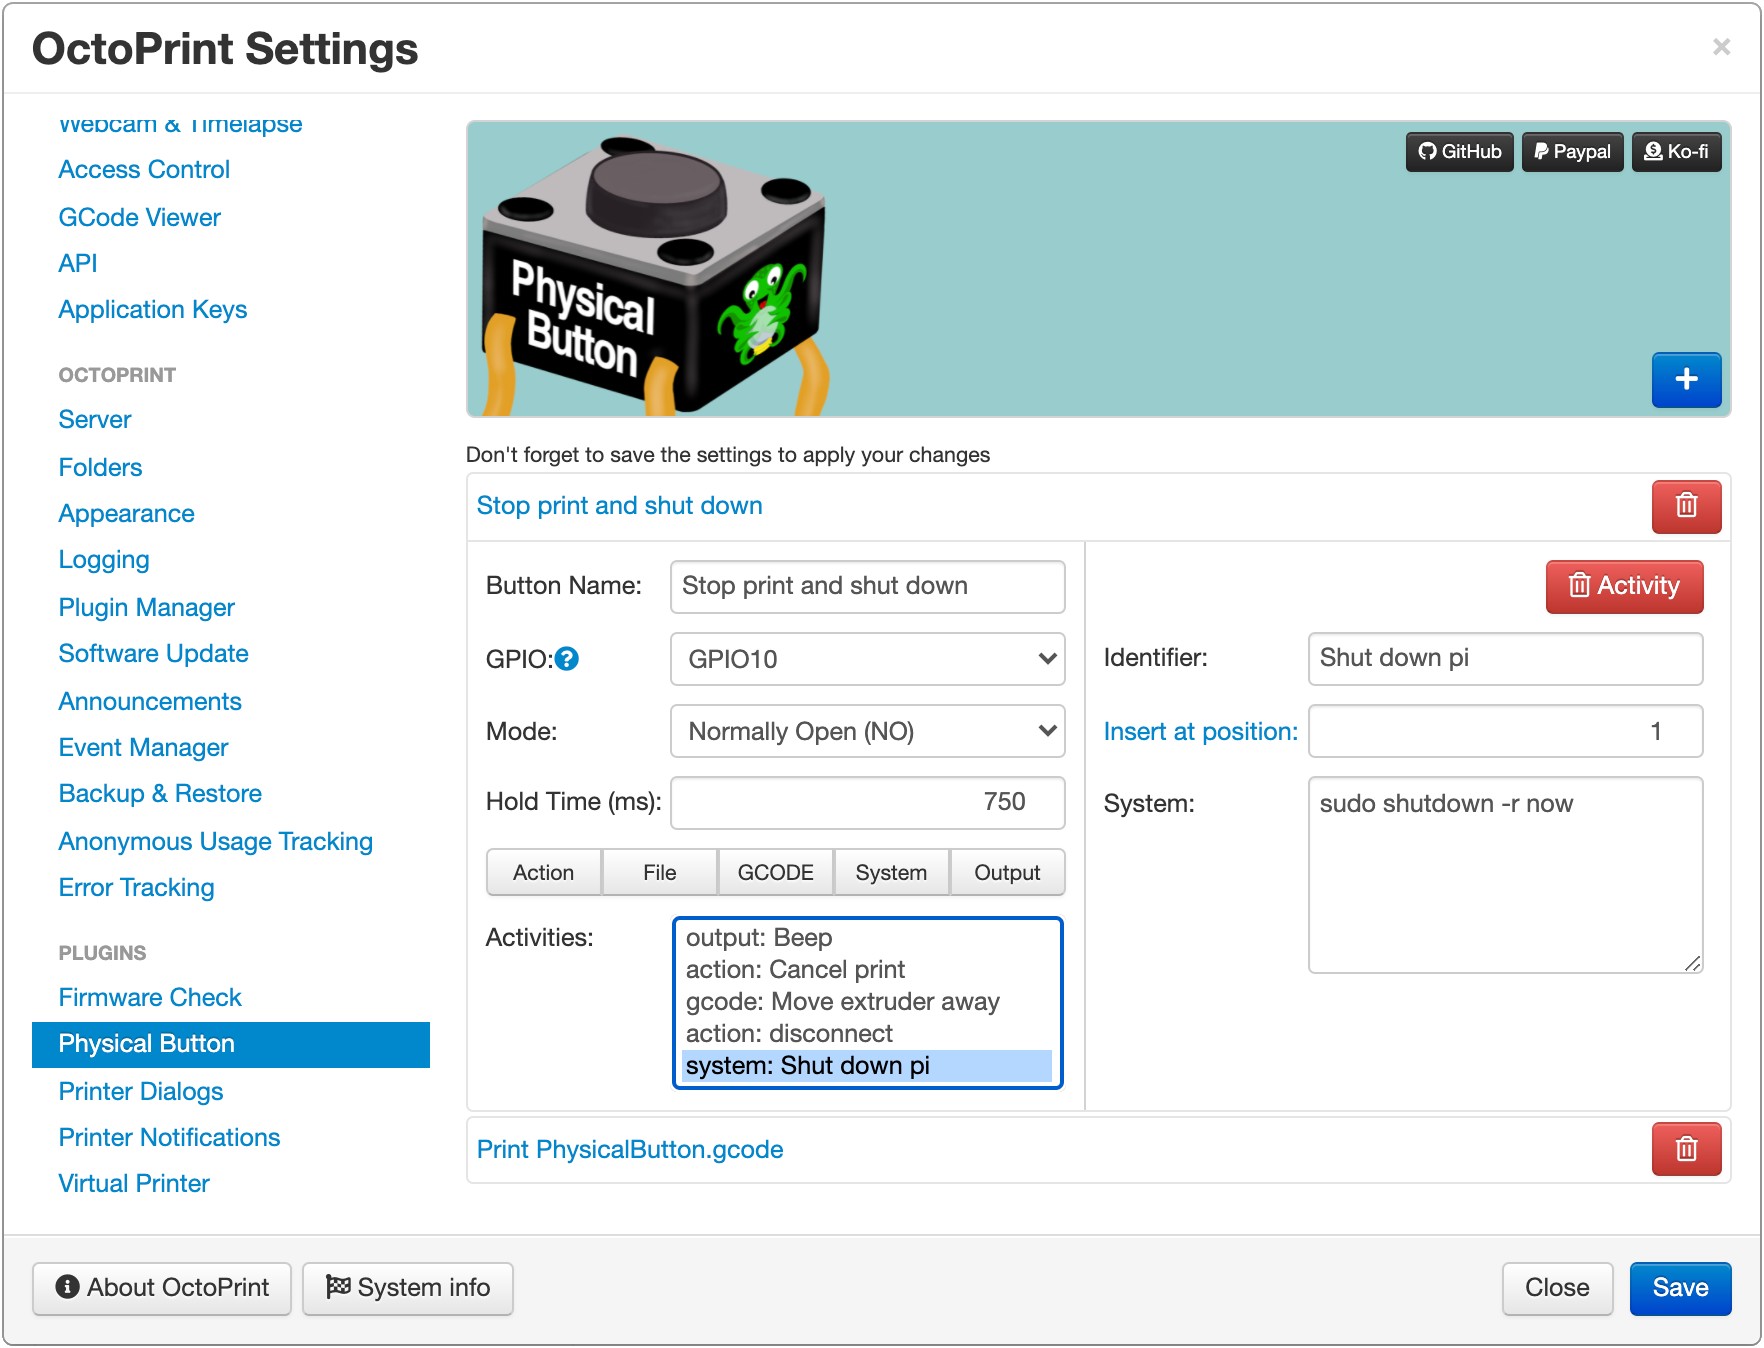 OctoPrint Settings
×
Webcam & Timelapse
Access Control
GCode Viewer
API
Application Keys
OCTOPRINT
Server
Folders
Appearance
Logging
Plugin Manager
Software Update
Announcements
Event Manager
Backup & Restore
Anonymous Usage Tracking
Error Tracking
PLUGINS
Firmware Check
Physical Button
Printer Dialogs
Printer Notifications
Virtual Printer
Physical
Button
GitHub
Paypal
Ko-fi
+
Don't forget to save the settings to apply your changes
Stop print and shut down
Button Name: Stop print and shut down
GPIO: ? GPIO10
Mode: Normally Open (NO)
Hold Time (ms): 750
Action File GCODE System Output
Activities: output: Beep
action: Cancel print
gcode: Move extruder away
action: disconnect
system: Shut down pi
Activity
Identifier: Shut down pi
Insert at position: 1
System: sudo shutdown -r now
Print PhysicalButton.gcode
About OctoPrint
System info
Close
Save